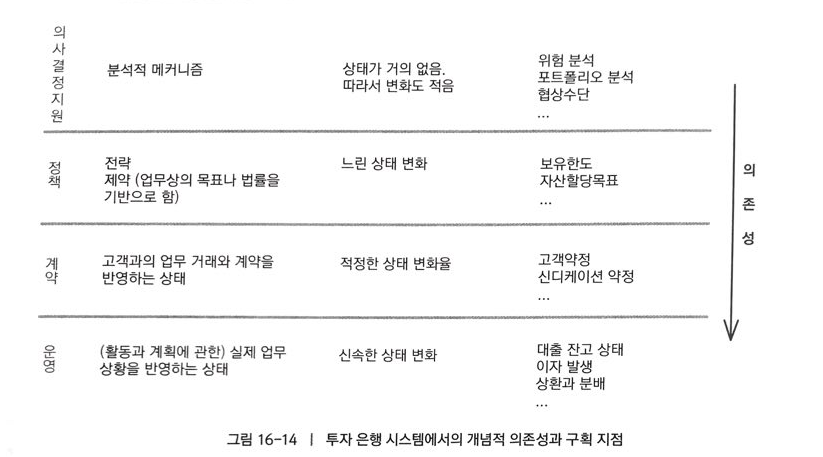 의사결정지원
분석적 메커니즘
상태가 거의 없음.
따라서 변화도 적음
위험 분석
포트폴리오 분석
협상수단
...
정책
전략
제약 (업무상의 목표나 법률을
기반으로 함)
느린 상태 변화
보유한도
자산할당목표
...
계약
고객과의 업무 거래와 계약을
반영하는 상태
적정한 상태 변화율
고객약정
신디케이션 약정
...
운영
(활동과 계획에 관한) 실제 업무
상황을 반영하는 상태
신속한 상태 변화
대출 잔고 상태
이자 발생
상환과 분배
...
의존성
그림 16-14 | 투자 은행 시스템에서의 개념적 의존성과 구획 지점